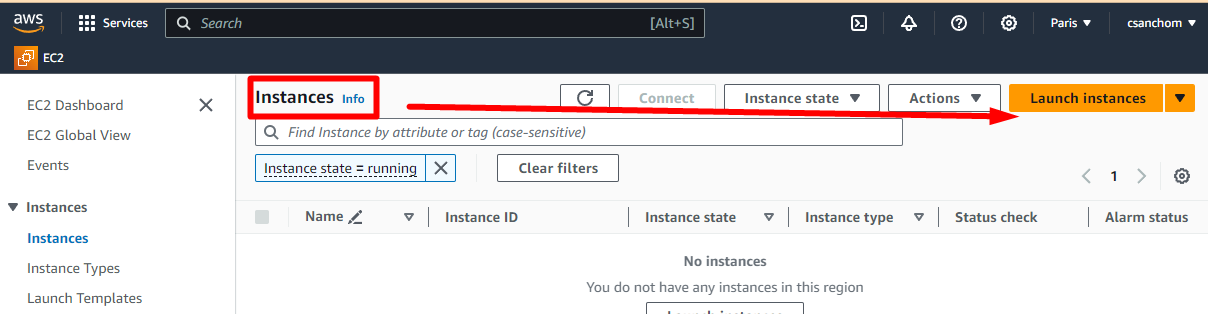 aws Services Search [Alt+S] Paris ▼ csanchom ▼
EC2
EC2 Dashboard
EC2 Global View
Events
Instances
Instances
Instance Types
Launch Templates
Instances Info Connect Instance state ▼ Actions ▼ Launch instances ▼
Find Instance by attribute or tag (case-sensitive)
Instance state = running Clear filters
1
Name Instance ID Instance state Instance type Status check Alarm status
No instances
You do not have any instances in this region
Launch instances